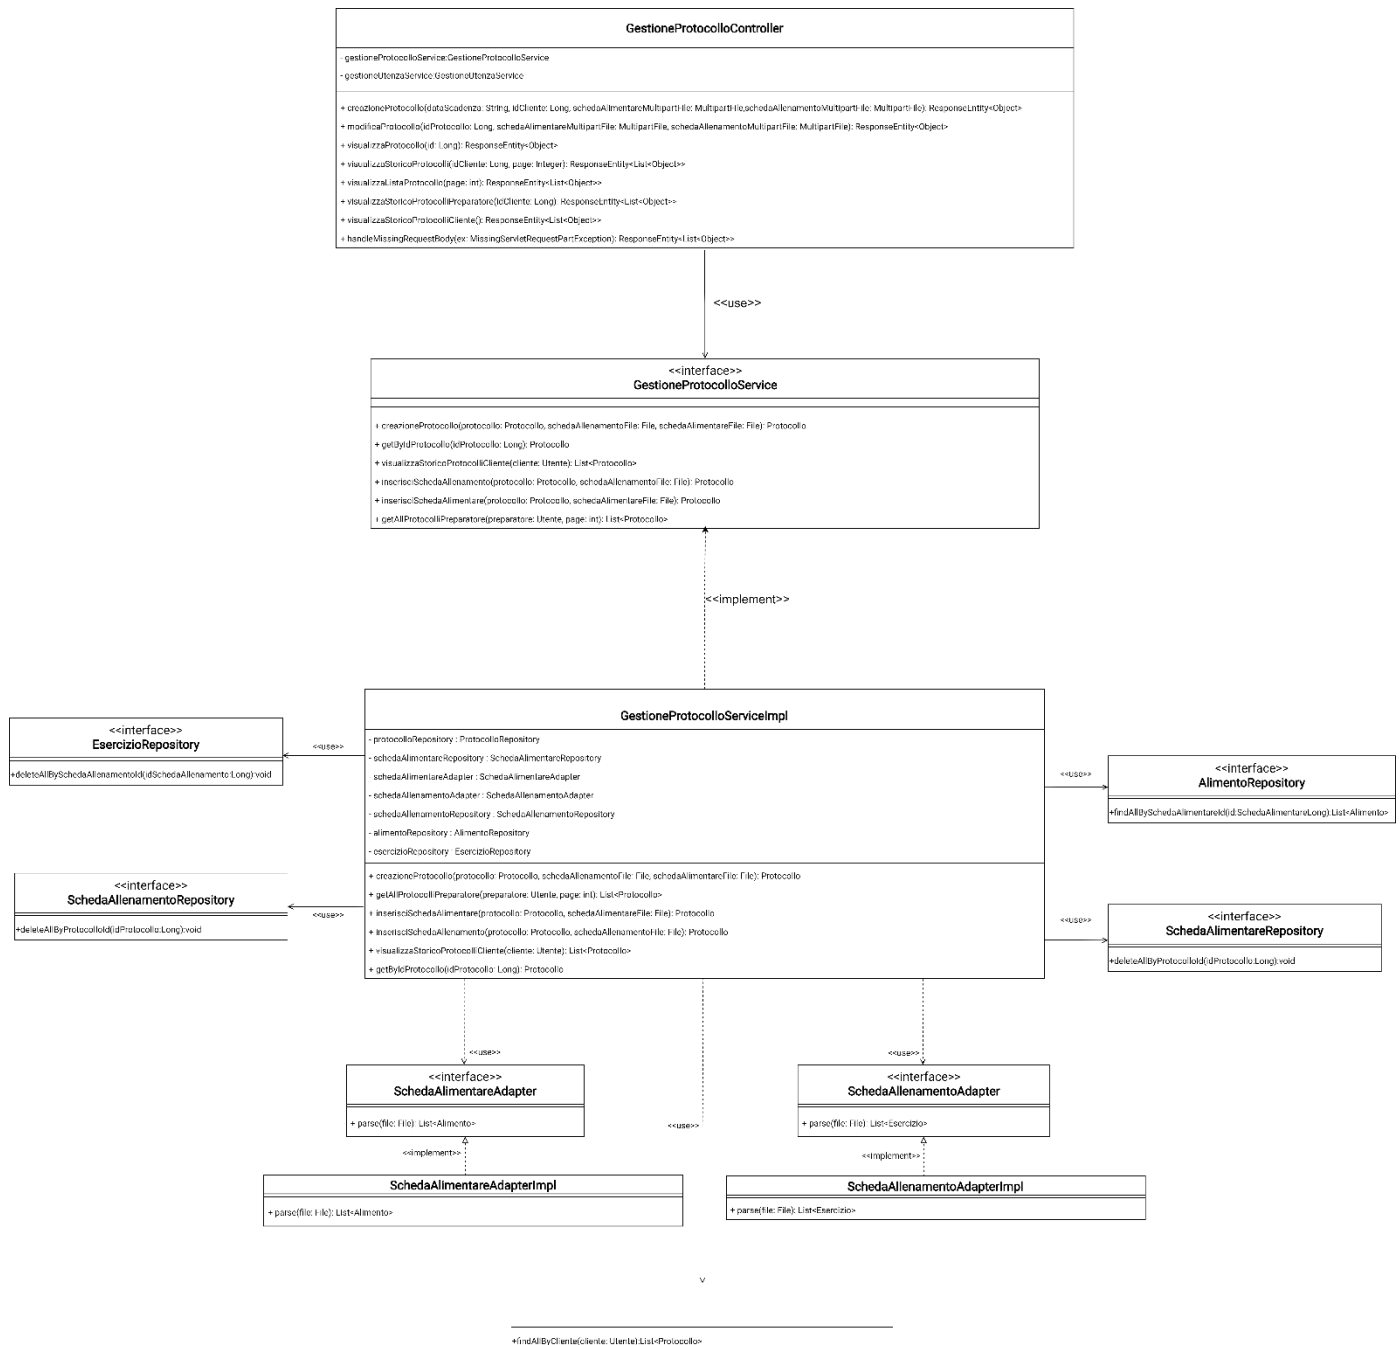 GestioneProtocolloController
- gestioneProtocolloService:GestioneProtocolloService
- gestioneUtenzaService:GestioneUtenzaService
+ creazioneProtocollo(dataScadenza: String, idCliente: Long, schedaAlimentareMultipartFile: MultipartFile,schedaAllenamentoMultipartFile: MultipartFile): ResponseEntity<Object>
+ modificaProtocollo(idProtocollo: Long, schedaAlimentareMultipartFile: MultipartFile, schedaAllenamentoMultipartFile: MultipartFile): ResponseEntity<Object>
+ visualizzaProtocollo(id: Long): ResponseEntity<Object>
+ visualizzaStoricoProtocolli(idCliente: Long, page: Integer): ResponseEntity<List<Object>>
+ visualizzaListaProtocollo(page: int): ResponseEntity<List<Object>>
+ visualizzaStoricoProtocolliPreparatore(idCliente: Long): ResponseEntity<List<Object>>
+ visualizzaStoricoProtocolliCliente(): ResponseEntity<List<Object>>
+ handleMissingRequestBody(ex: MissingServletRequestPartException): ResponseEntity<List<Object>>
<<use>>
<<interface>>
GestioneProtocolloService
+ creazioneProtocollo(protocollo: Protocollo, schedaAllenamentoFile: File, schedaAlimentareFile: File): Protocollo
+ getByIdProtocollo(idProtocollo: Long): Protocollo
+ visualizzaStoricoProtocolliCliente(cliente: Utente): List<Protocollo>
+ inserisciSchedaAllenamento(protocollo: Protocollo, schedaAllenamentoFile: File): Protocollo
+ inserisciSchedaAlimentare(protocollo: Protocollo, schedaAlimentareFile: File): Protocollo
+ getAllProtocolliPreparatore(preparatore: Utente, page: int): List<Protocollo>
<<implement>>
GestioneProtocolloServiceImpl
- protocolloRepository : ProtocolloRepository
- schedaAlimentareRepository : SchedaAlimentareRepository
- schedaAlimentareAdapter : SchedaAlimentareAdapter
- schedaAllenamentoAdapter : SchedaAllenamentoAdapter
- schedaAllenamentoRepository : SchedaAllenamentoRepository
- alimentoRepository : AlimentoRepository
- esercizioRepository : EsercizioRepository
+ creazioneProtocollo(protocollo: Protocollo, schedaAllenamentoFile: File, schedaAlimentareFile: File): Protocollo
+ getAllProtocolliPreparatore(preparatore: Utente, page: int): List<Protocollo>
+ inserisciSchedaAlimentare(protocollo: Protocollo, schedaAlimentareFile: File): Protocollo
+ inserisciSchedaAllenamento(protocollo: Protocollo, schedaAllenamentoFile: File): Protocollo
+ visualizzaStoricoProtocolliCliente(cliente: Utente): List<Protocollo>
+ getByIdProtocollo(idProtocollo: Long): Protocollo
<<interface>>
EsercizioRepository
+deleteAllBySchedaAllenamentoId(idSchedaAllenamento:Long):void
<<use>>
<<interface>>
SchedaAllenamentoRepository
+deleteAllByProtocolloId(idProtocollo:Long):void
<<use>>
<<use>>
<<interface>>
AlimentoRepository
+findAllBySchedaAlimentareId(id:SchedaAlimentareLong):List<Alimento>
<<use>>
<<interface>>
SchedaAlimentareRepository
+deleteAllByProtocolloId(idProtocollo:Long):void
<<use>>
<<interface>>
SchedaAlimentareAdapter
+ parse(file: File): List<Alimento>
<<implement>>
SchedaAlimentareAdapterImpl
+ parse(file: File): List<Alimento>
<<use>>
<<use>>
<<interface>>
SchedaAllenamentoAdapter
+ parse(file: File): List<Esercizio>
<<implement>>
SchedaAllenamentoAdapterImpl
+ parse(file: File): List<Esercizio>
+findAllByCliente(cliente: Utente):List<Protocollo>